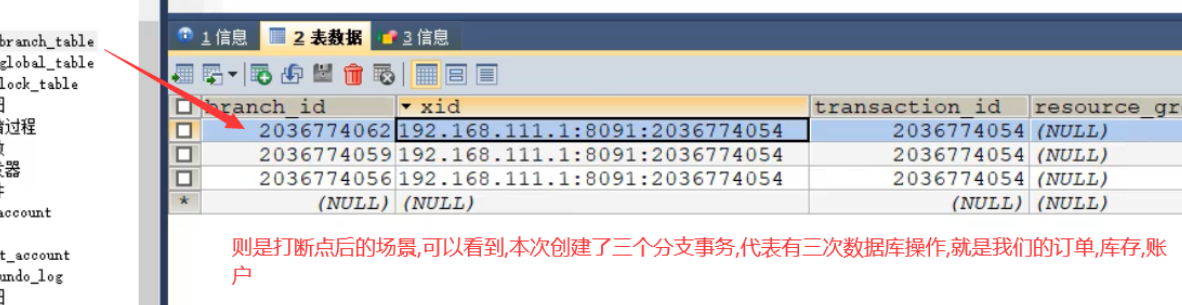 branch_table
global_table
lock_table
过程
发器
account
t_account
undo_log
1 信息 2 表数据 3 信息
branch_id xid transaction_id resource_gr
2036774062 192.168.111.1:8091:2036774054 2036774054 (NULL)
2036774059 192.168.111.1:8091:2036774054 2036774054 (NULL)
2036774056 192.168.111.1:8091:2036774054 2036774054 (NULL)
* (NULL) (NULL) (NULL) (NULL)
则是打断点后的场景,可以看到,本次创建了三个分支事务,代表有三次数据库操作,就是我们的订单,库存,账
户